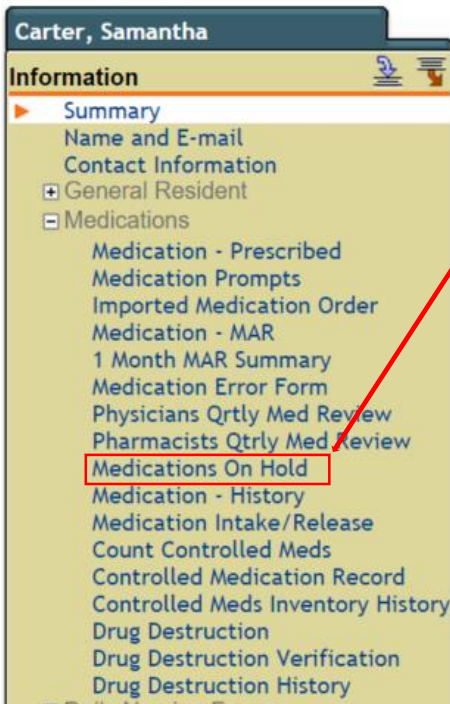 Carter, Samantha
Information
Summary
Name and E-mail
Contact Information
General Resident
Medications
Medication - Prescribed
Medication Prompts
Imported Medication Order
Medication - MAR
1 Month MAR Summary
Medication Error Form
Physicians Qrtly Med Review
Pharmacists Qtrly Med Review
Medications On Hold
Medication - History
Medication Intake/Release
Count Controlled Meds
Controlled Medication Record
Controlled Meds Inventory History
Drug Destruction
Drug Destruction Verification
Drug Destruction History